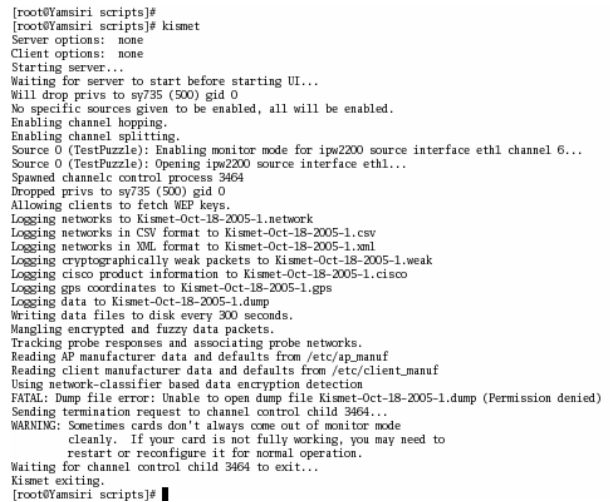 [root@Yamsiri scripts]#
[root@Yamsiri scripts]# kismet
Server options:  none
Client options:  none
Starting server...
Waiting for server to start before starting UI...
Will drop privs to sy735 (500) gid 0
No specific sources given to be enabled, all will be enabled.
Enabling channel hopping.
Enabling channel splitting.
Source 0 (TestPuzzle): Enabling monitor mode for ipw2200 source interface eth1 channel 6...
Source 0 (TestPuzzle): Opening ipw2200 source interface eth1...
Spawned channelc control process 3464
Dropped privs to sy735 (500) gid 0
Allowing clients to fetch WEP keys.
Logging networks to Kismet-Oct-18-2005-1.network
Logging networks in CSV format to Kismet-Oct-18-2005-1.csv
Logging networks in XML format to Kismet-Oct-18-2005-1.xml
Logging cryptographically weak packets to Kismet-Oct-18-2005-1.weak
Logging cisco product information to Kismet-Oct-18-2005-1.cisco
Logging gps coordinates to Kismet-Oct-18-2005-1.gps
Logging data to Kismet-Oct-18-2005-1.dump
Writing data files to disk every 300 seconds.
Mangling encrypted and fuzzy data packets.
Tracking probe responses and associating probe networks.
Reading AP manufacturer data and defaults from /etc/ap_manuf
Reading client manufacturer data and defaults from /etc/client_manuf
Using network-classifier based data encryption detection
FATAL: Dump file error: Unable to open dump file Kismet-Oct-18-2005-1.dump (Permission denied)
Sending termination request to channel control child 3464...
WARNING: Sometimes cards don't always come out of monitor mode
         cleanly.  If your card is not fully working, you may need to
         restart or reconfigure it for normal operation.
Waiting for channel control child 3464 to exit...
Kismet exiting.
[root@Yamsiri scripts]#